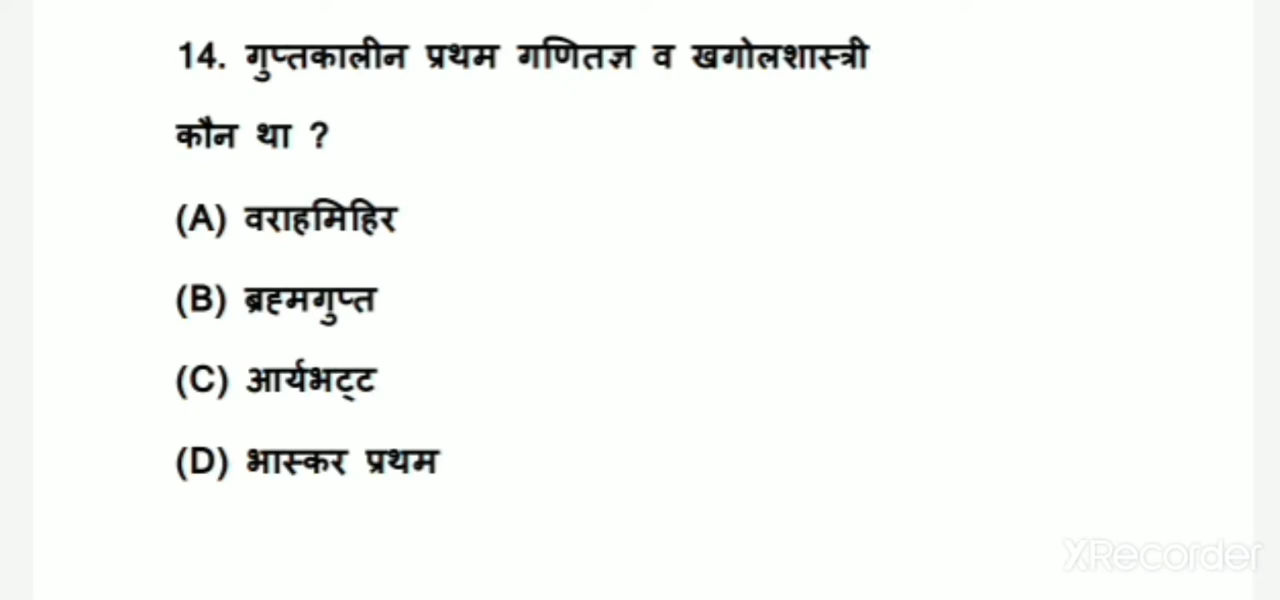 14. गुप्तकालीन प्रथम गणितज्ञ व खगोलशास्त्री
कौन था ?
(A) वराहमिहिर
(B) ब्रह्मगुप्त
(C) आर्यभट्ट
(D) भास्कर प्रथम
XRecorder